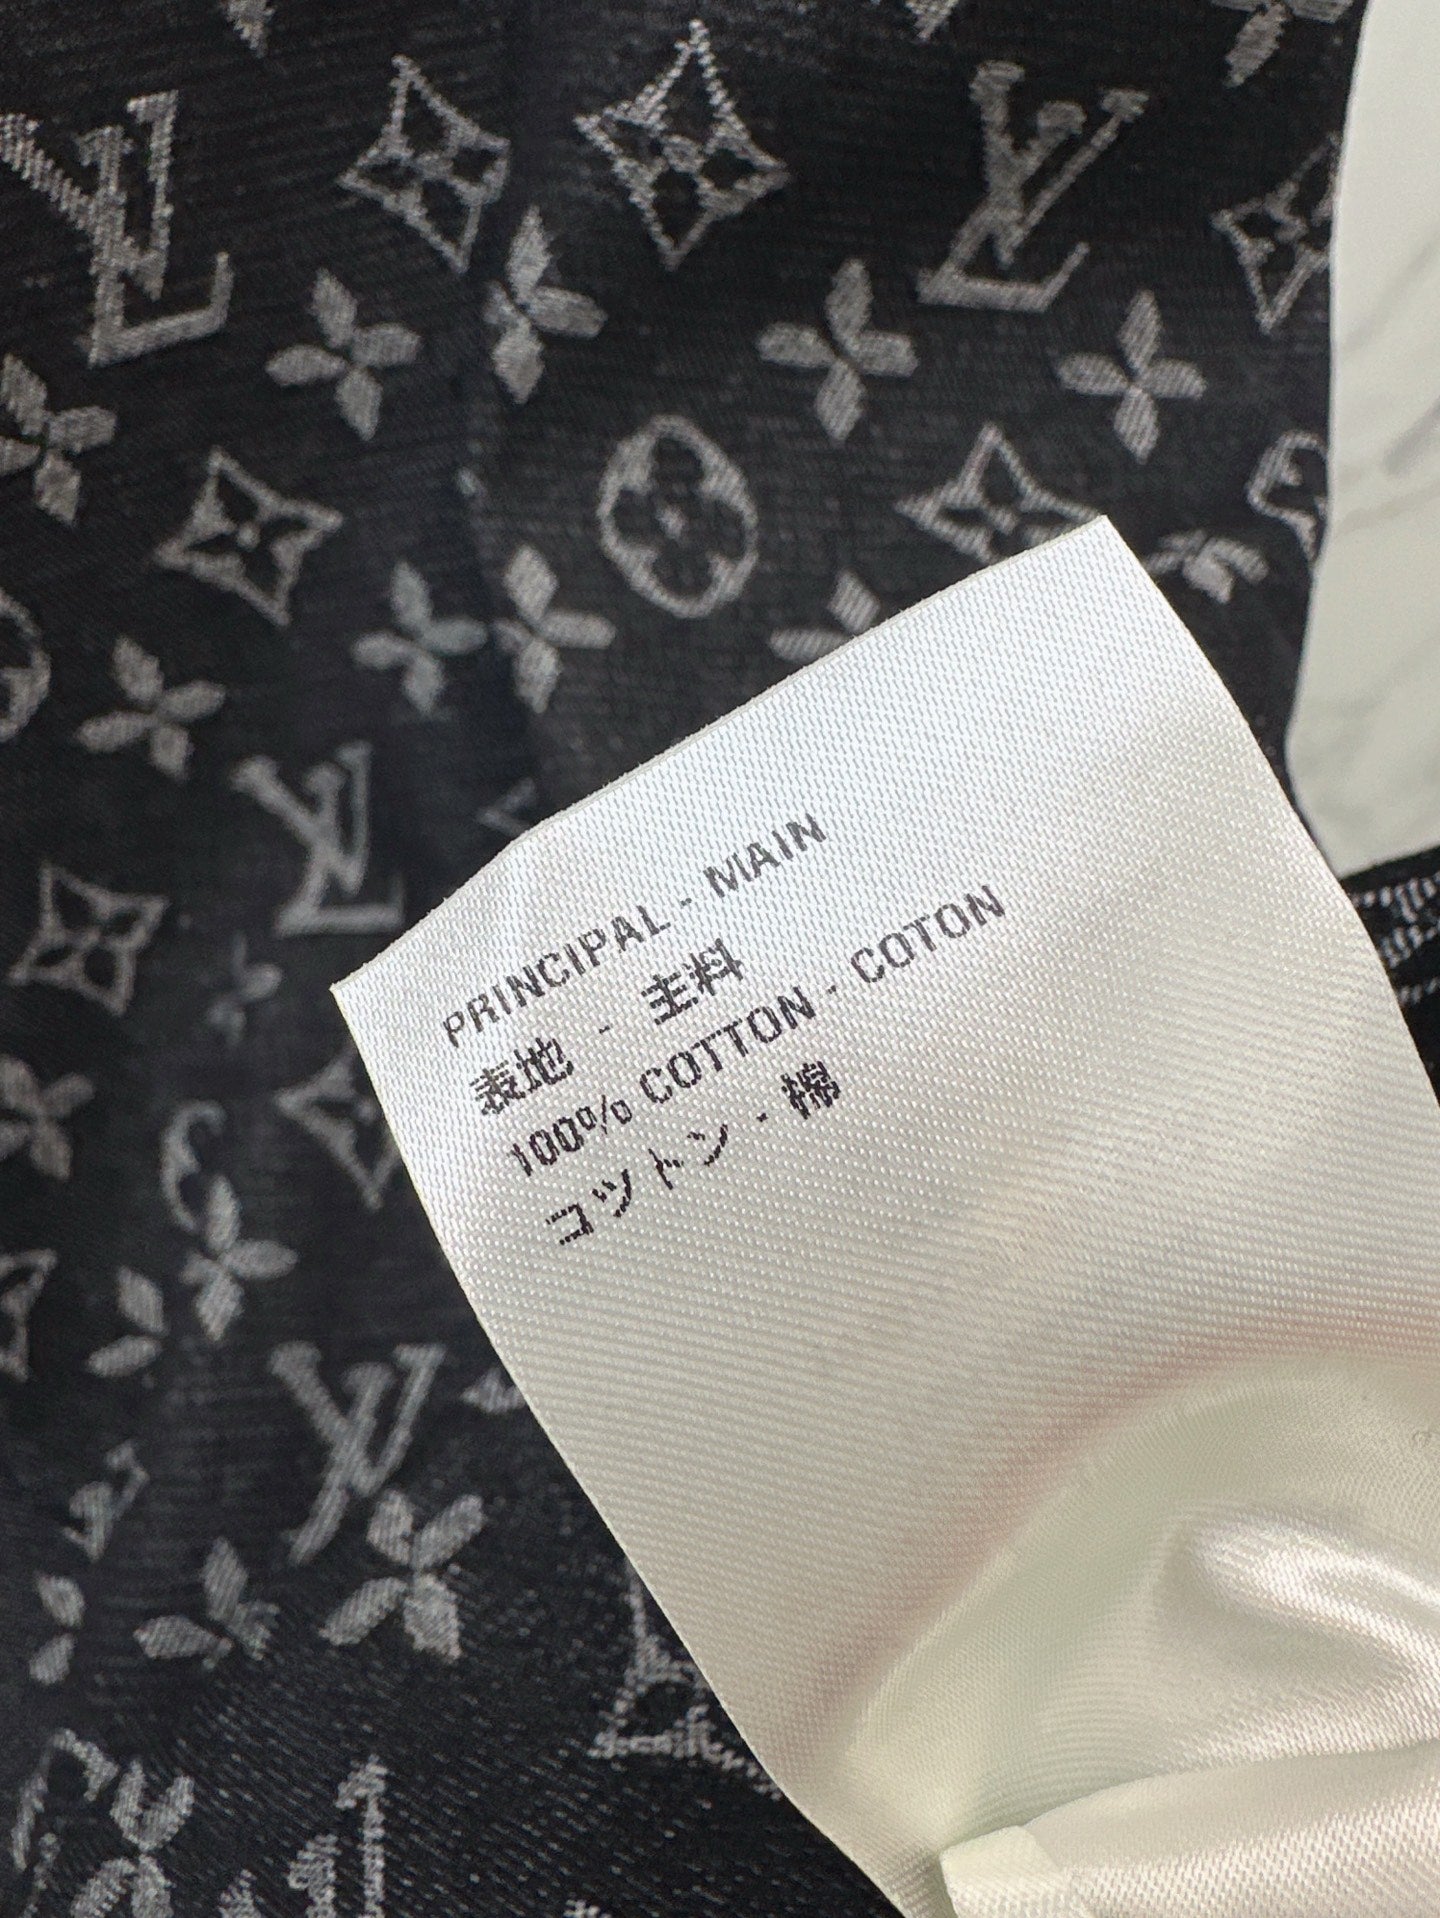 PRINCIPAL - MAIN
表地 - 主料
100% COTTON - COTON
コットン - 棉